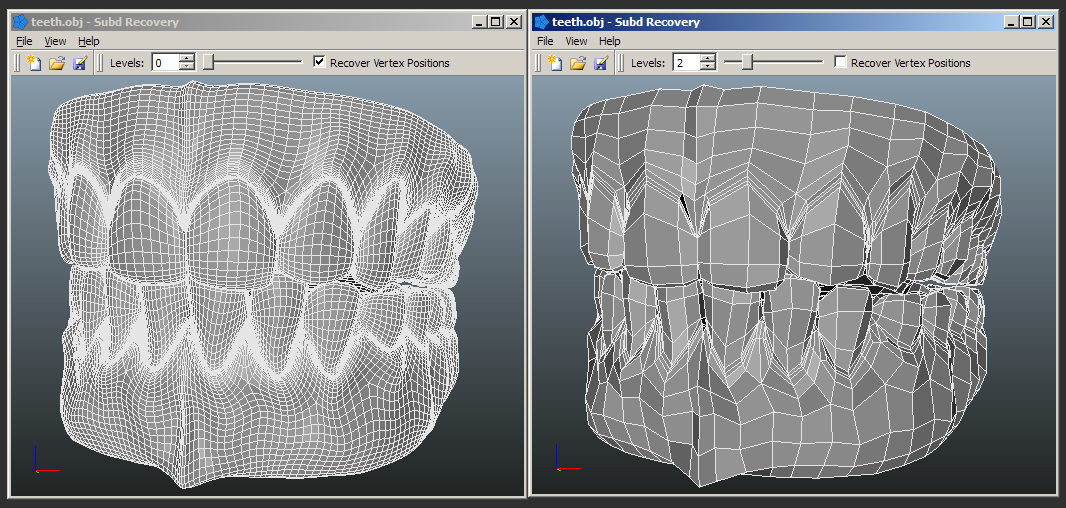 teeth.obj - Subd Recovery
File View Help
Levels: 0 Recover Vertex Positions
teeth.obj - Subd Recovery
File View Help
Levels: 2 Recover Vertex Positions